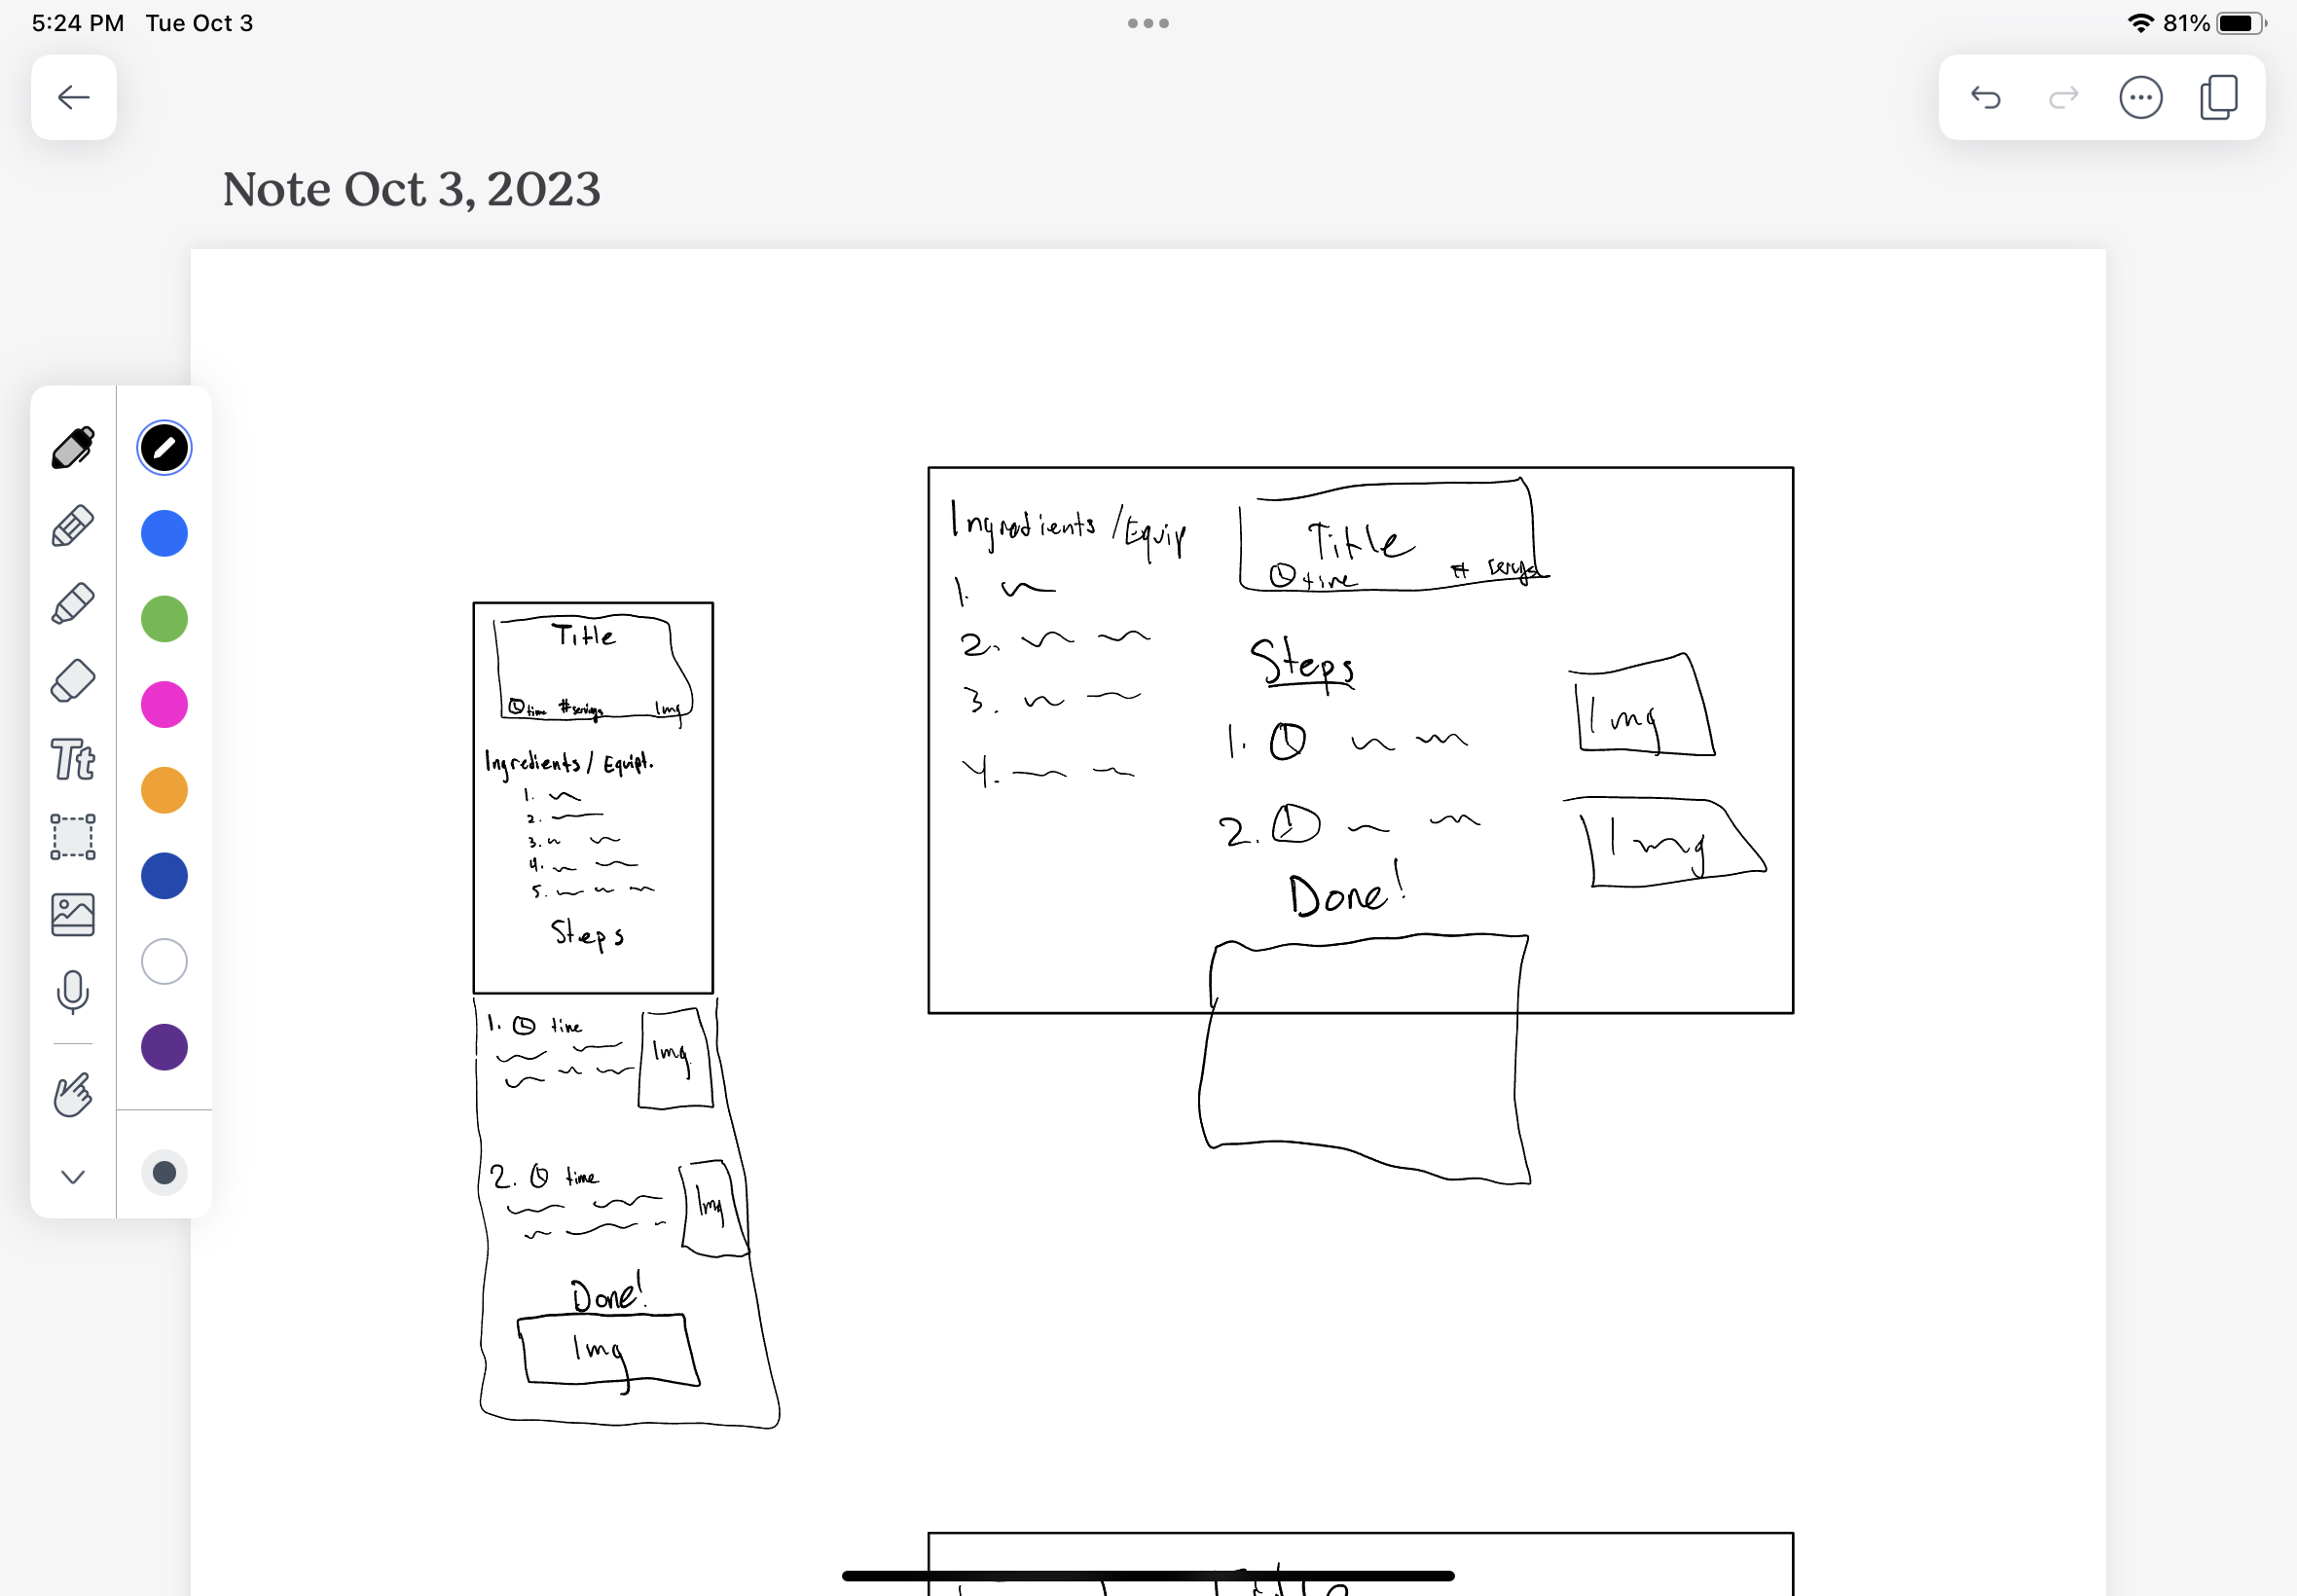 5:24 PM Tue Oct 3
81%
Note Oct 3, 2023
Tt
Title
time #servings Img
Ingredients / Equipt.
1.
2.
3.
4.
5.
Steps
1. time
Img
2. time
Img
Done!
Img
Ingredients / Equip
1.
2.
3.
4.
Title
time #
Steps
1.
Img
2.
Img
Done!